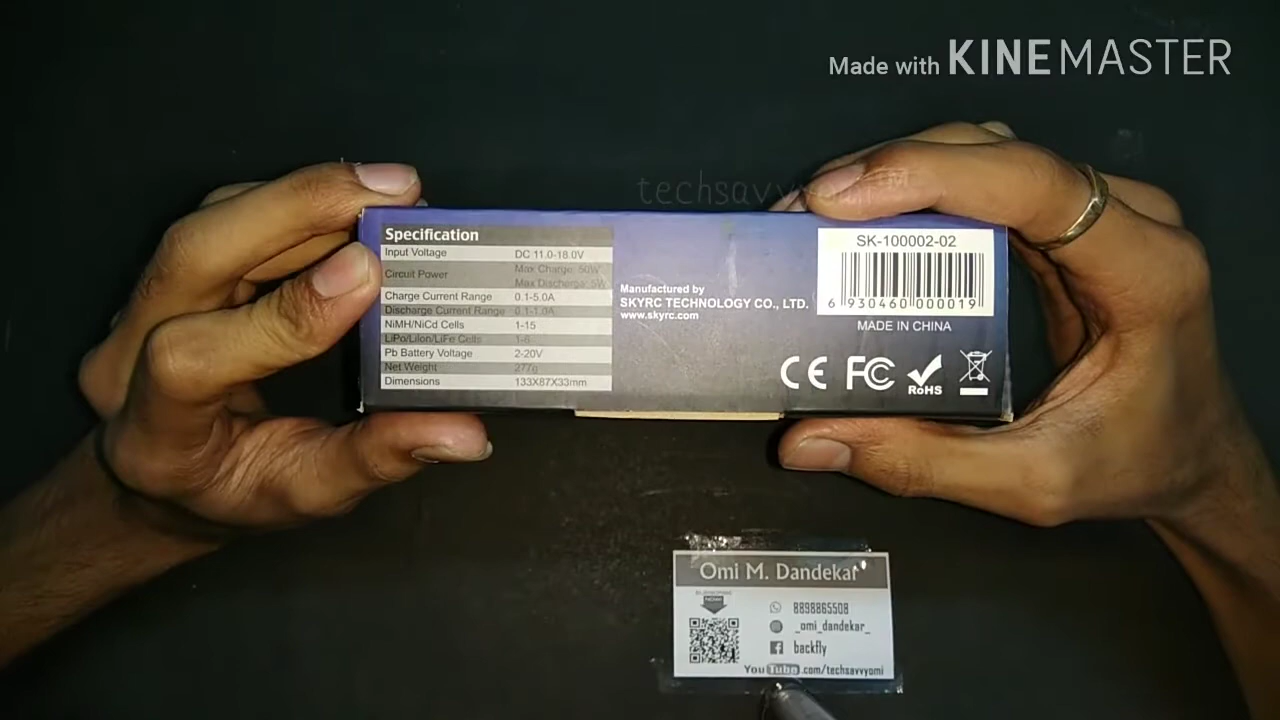 Made with KINEMASTER
techsavvyomi
Specification
Input Voltage DC 11.0-18.0V
Circuit Power Max Charge: 50W
Max Discharge: 5W
Charge Current Range 0.1-5.0A
Discharge Current Range 0.1-1.0A
NiMH/NiCd Cells 1-15
LiPo/LiIon/LiFe Cells 1-6
Pb Battery Voltage 2-20V
Net Weight 277g
Dimensions 133X87X33mm
Manufactured by
SKYRC TECHNOLOGY CO., LTD.
www.skyrc.com
SK-100002-02
6 930460 000019
MADE IN CHINA
CE FC
RoHS
Omi M. Dandekar
8898865508
_omi_dandekar_
backfly
YouTube.com/techsavvyomi